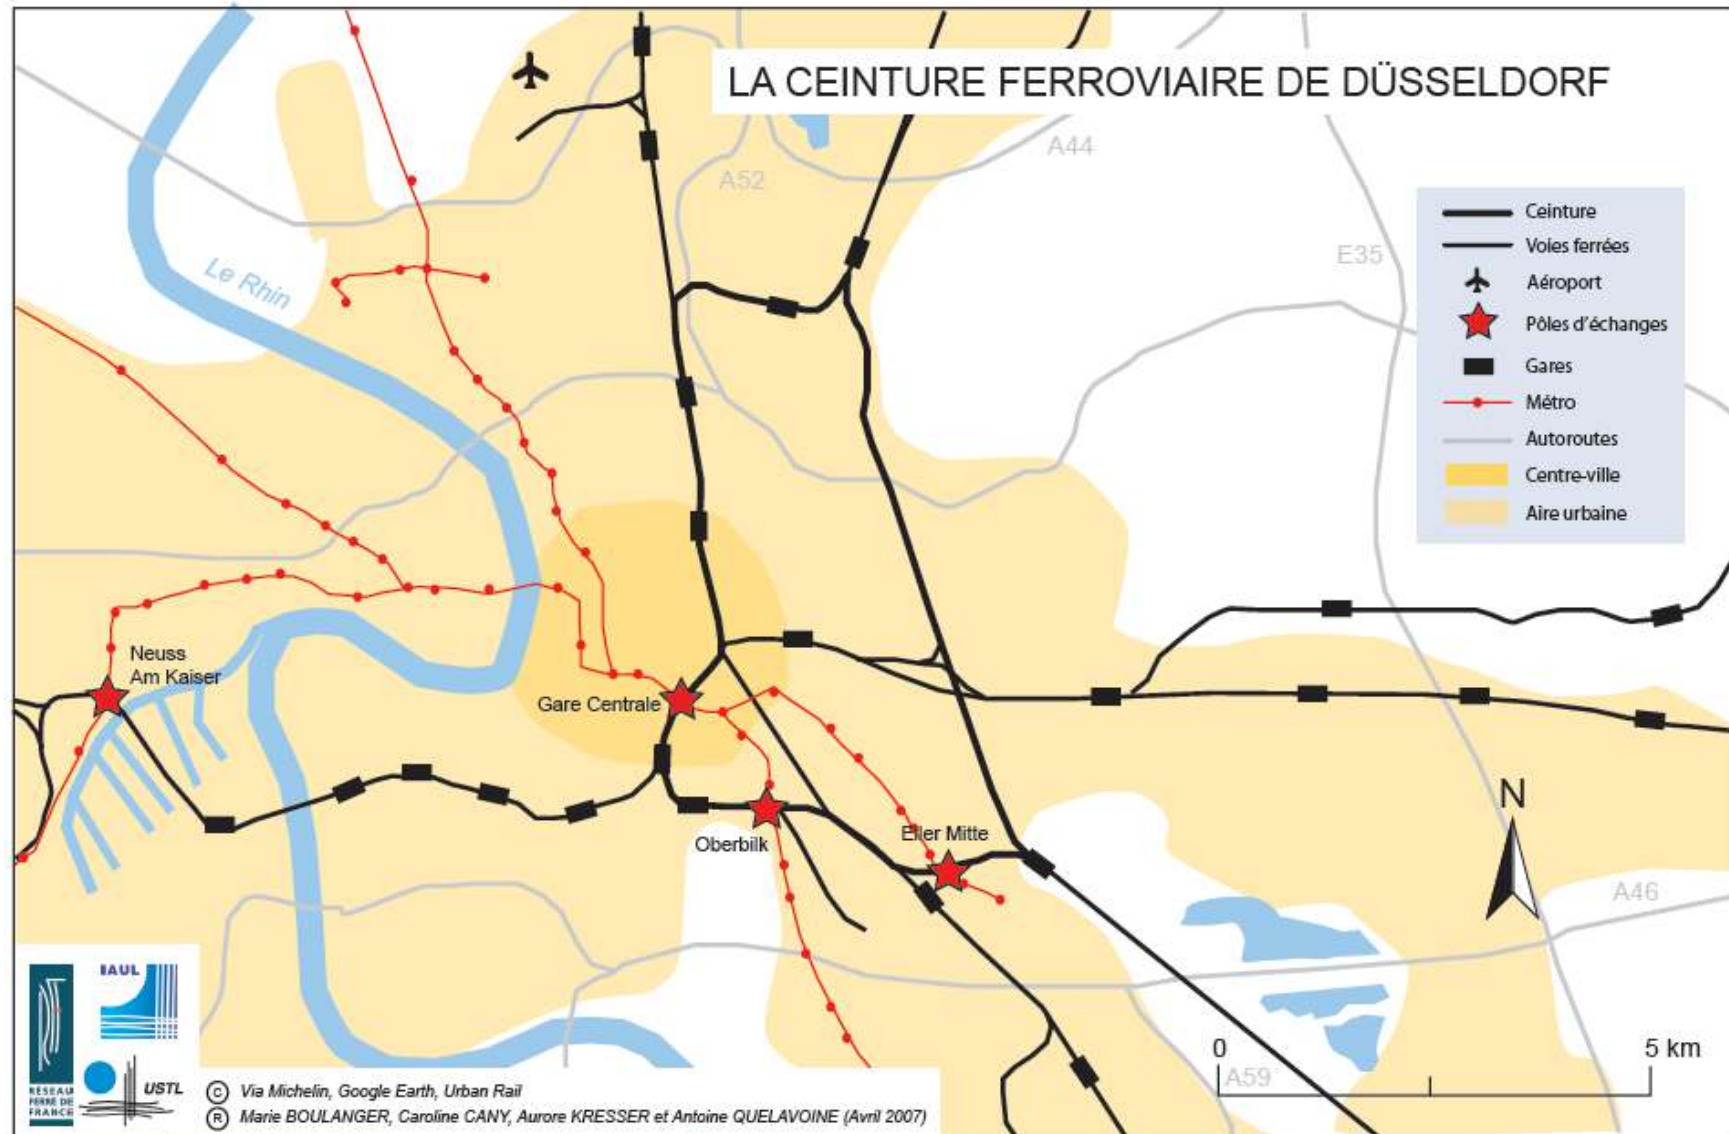 LA CEINTURE FERROVIAIRE DE DÜSSELDORF
A44
A52
E35
Le Rhin
Ceinture
Voies ferrées
Aéroport
Pôles d'échanges
Gares
Métro
Autoroutes
Centre-ville
Aire urbaine
Neuss
Am Kaiser
Gare Centrale
Oberbilk
Eller Mitte
N
A46
0
5 km
A59
IAUL
RÉSEAU
FERRE DE
FRANCE
USTL
C Via Michelin, Google Earth, Urban Rail
R Marie BOULANGER, Caroline CANY, Aurore KRESSER et Antoine QUELAVOINE (Avril 2007)